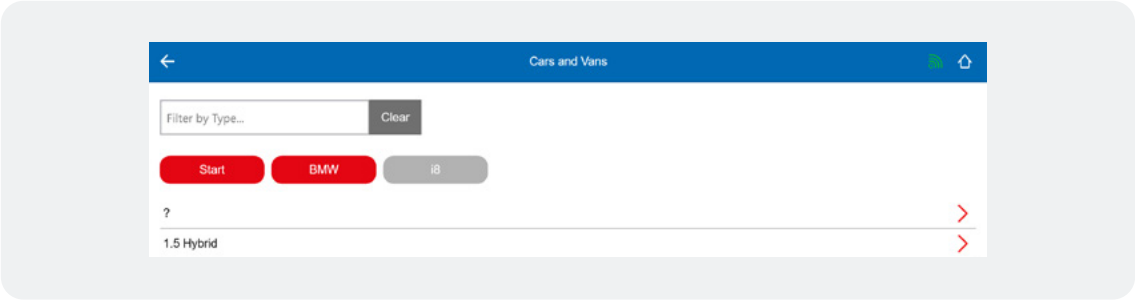 Cars and Vans
Filter by Type... Clear
Start BMW i8
?
1.5 Hybrid